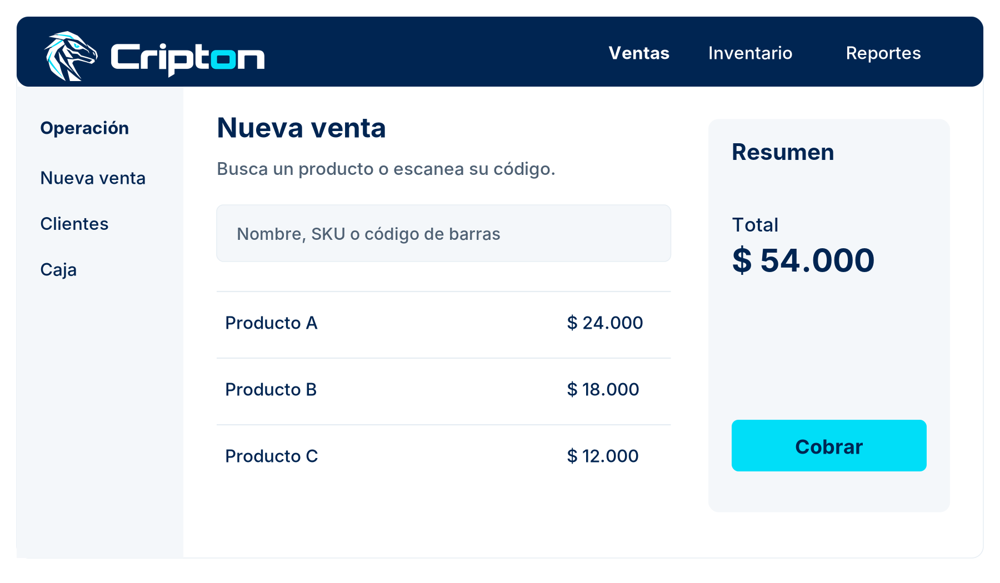 Cripton
Ventas Inventario Reportes
Operación
Nueva venta
Clientes
Caja
Nueva venta
Busca un producto o escanea su código.
Nombre, SKU o código de barras
Producto A $ 24.000
Producto B $ 18.000
Producto C $ 12.000
Resumen
Total
$ 54.000
Cobrar